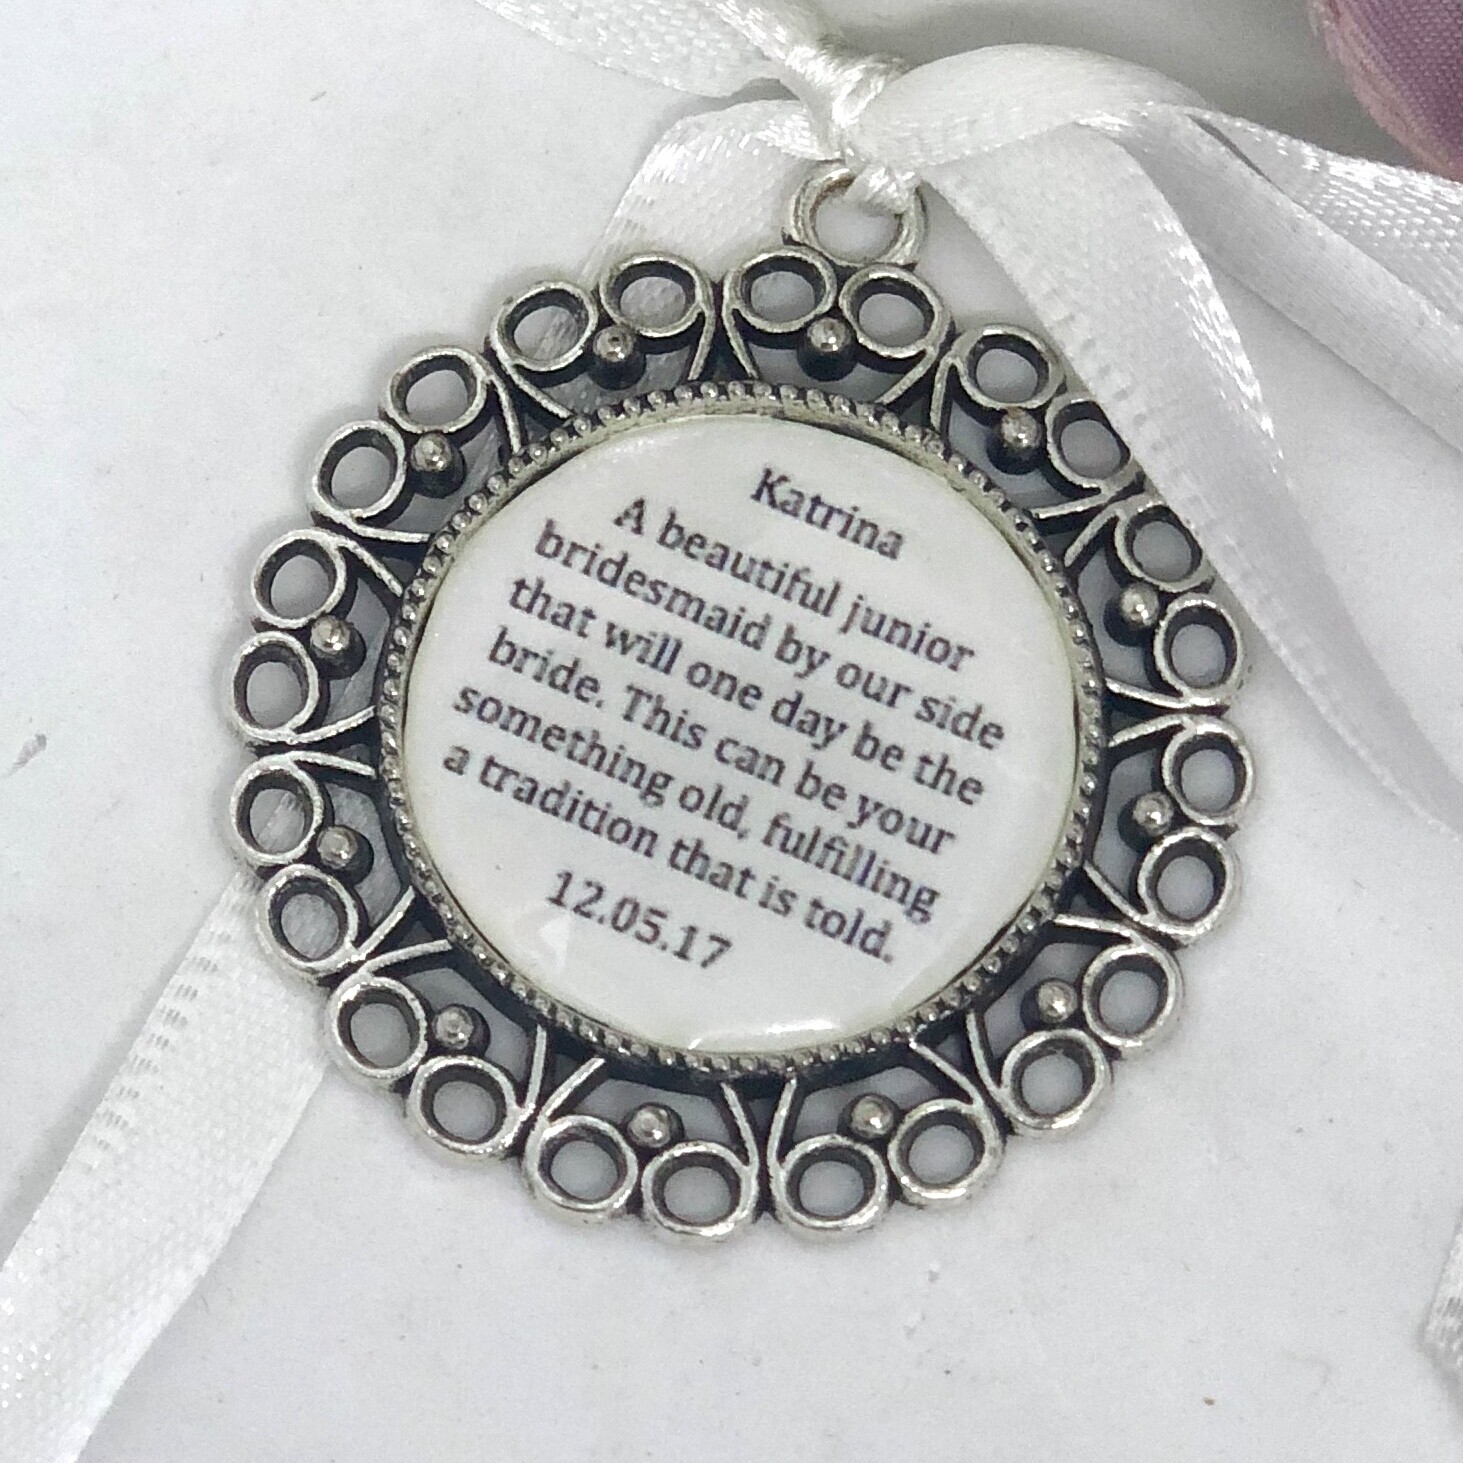 Katrina
A beautiful junior
bridesmaid by our side
that will one day be the
bride. This can be your
something old, fulfilling
a tradition that is told.
12.05.17